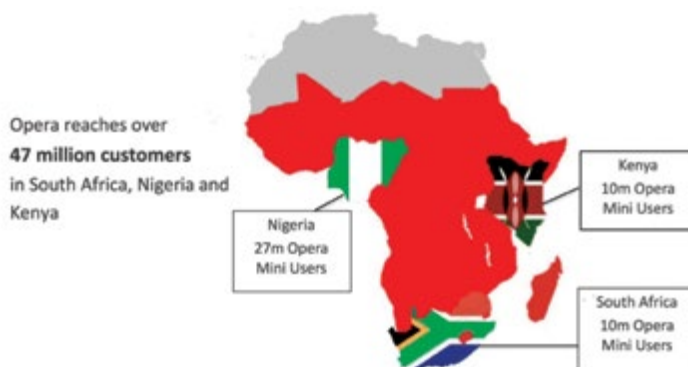 Opera reaches over
47 million customers
in South Africa, Nigeria and
Kenya
Nigeria
27m Opera
Mini Users
Kenya
10m Opera
Mini Users
South Africa
10m Opera
Mini Users